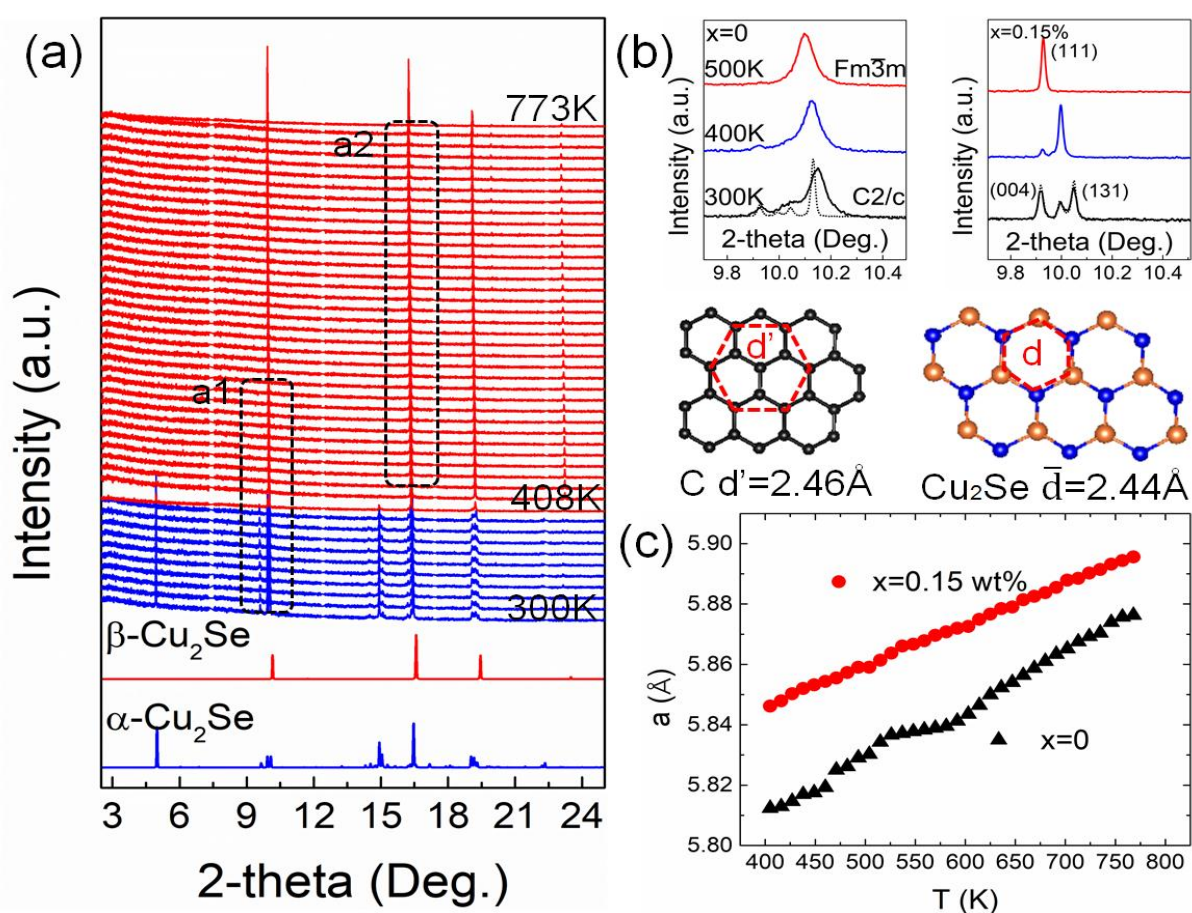 (a)
773K
a2
a1
408K
300K
β-Cu₂Se
α-Cu₂Se
Intensity (a.u.)
3 6 9 12 15 18 21 24
2-theta (Deg.)
(b)
x=0
500K
Fm3̅m
400K
300K
C2/c
Intensity (a.u.)
2-theta (Deg.)
9.8 10.0 10.2 10.4
x=0.15%
(111)
(004)
(131)
Intensity (a.u.)
2-theta (Deg.)
9.8 10.0 10.2 10.4
d'
C d'=2.46Å
d
Cu₂Se d̅=2.44Å
(c)
5.90
5.88
5.86
5.84
5.82
5.80
a (Å)
x=0.15 wt%
x=0
400 450 500 550 600 650 700 750 800
T (K)